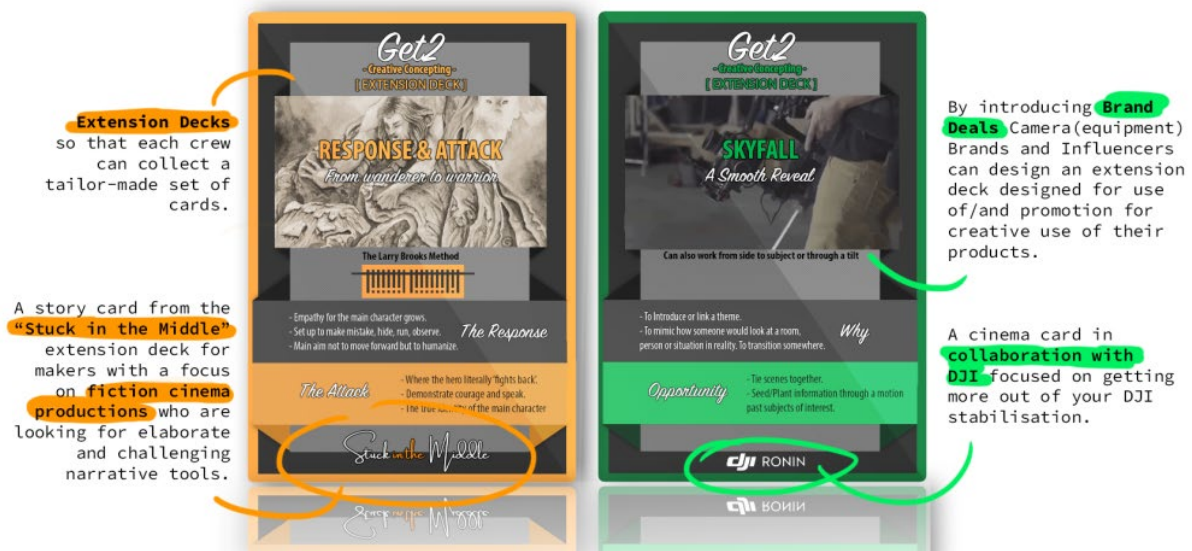 Extension Decks
so that each crew
can collect a
tailor-made set of
cards.
A story card from the
“Stuck in the Middle”
extension deck for
makers with a focus
on fiction cinema
productions who are
looking for elaborate
and challenging
narrative tools.
Get2
- Creative Concepting -
[ EXTENSION DECK ]
RESPONSE & ATTACK
From wanderer to warrior
The Larry Brooks Method
- Empathy for the main character grows.
- Set up to make mistake, hide, run, observe.
- Main aim not to move forward but to humanize.
The Response
The Attack
- Where the hero literally 'fights back'.
- Demonstrate courage and speak.
- The true identity of the main character
Stuck in the Middle
Get2
- Creative Concepting -
[ EXTENSION DECK ]
SKYFALL
A Smooth Reveal
Can also work from side to subject or through a tilt
- To Introduce or link a theme.
- To mimic how someone would look at a room,
person or situation in reality. To transition somewhere.
Why
Opportunity
- Tie scenes together.
- Seed/Plant information through a motion
past subjects of interest.
dji RONIN
By introducing Brand
Deals Camera(equipment)
Brands and Influencers
can design an extension
deck designed for use
of/and promotion for
creative use of their
products.
A cinema card in
collaboration with
DJI focused on getting
more out of your DJI
stabilisation.